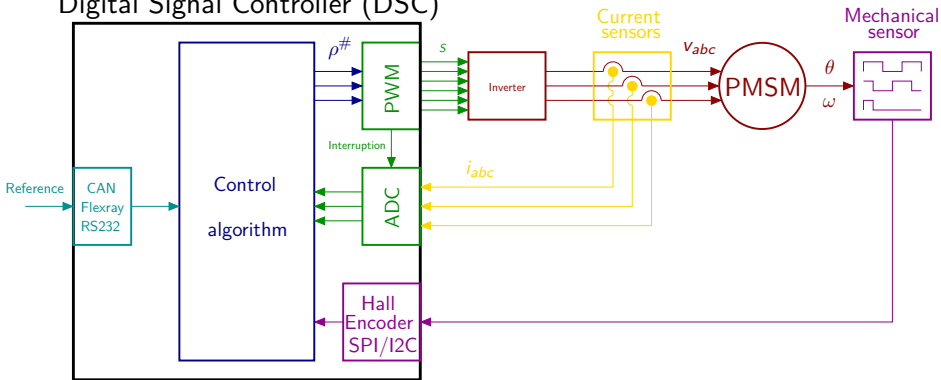 Digital Signal Controller (DSC)
Current
sensors
Mechanical
sensor
ρ#
PWM
s
Inverter
v_abc
PMSM
θ
ω
Interruption
i_abc
ADC
Reference
CAN
Flexray
RS232
Control
algorithm
Hall
Encoder
SPI/I2C